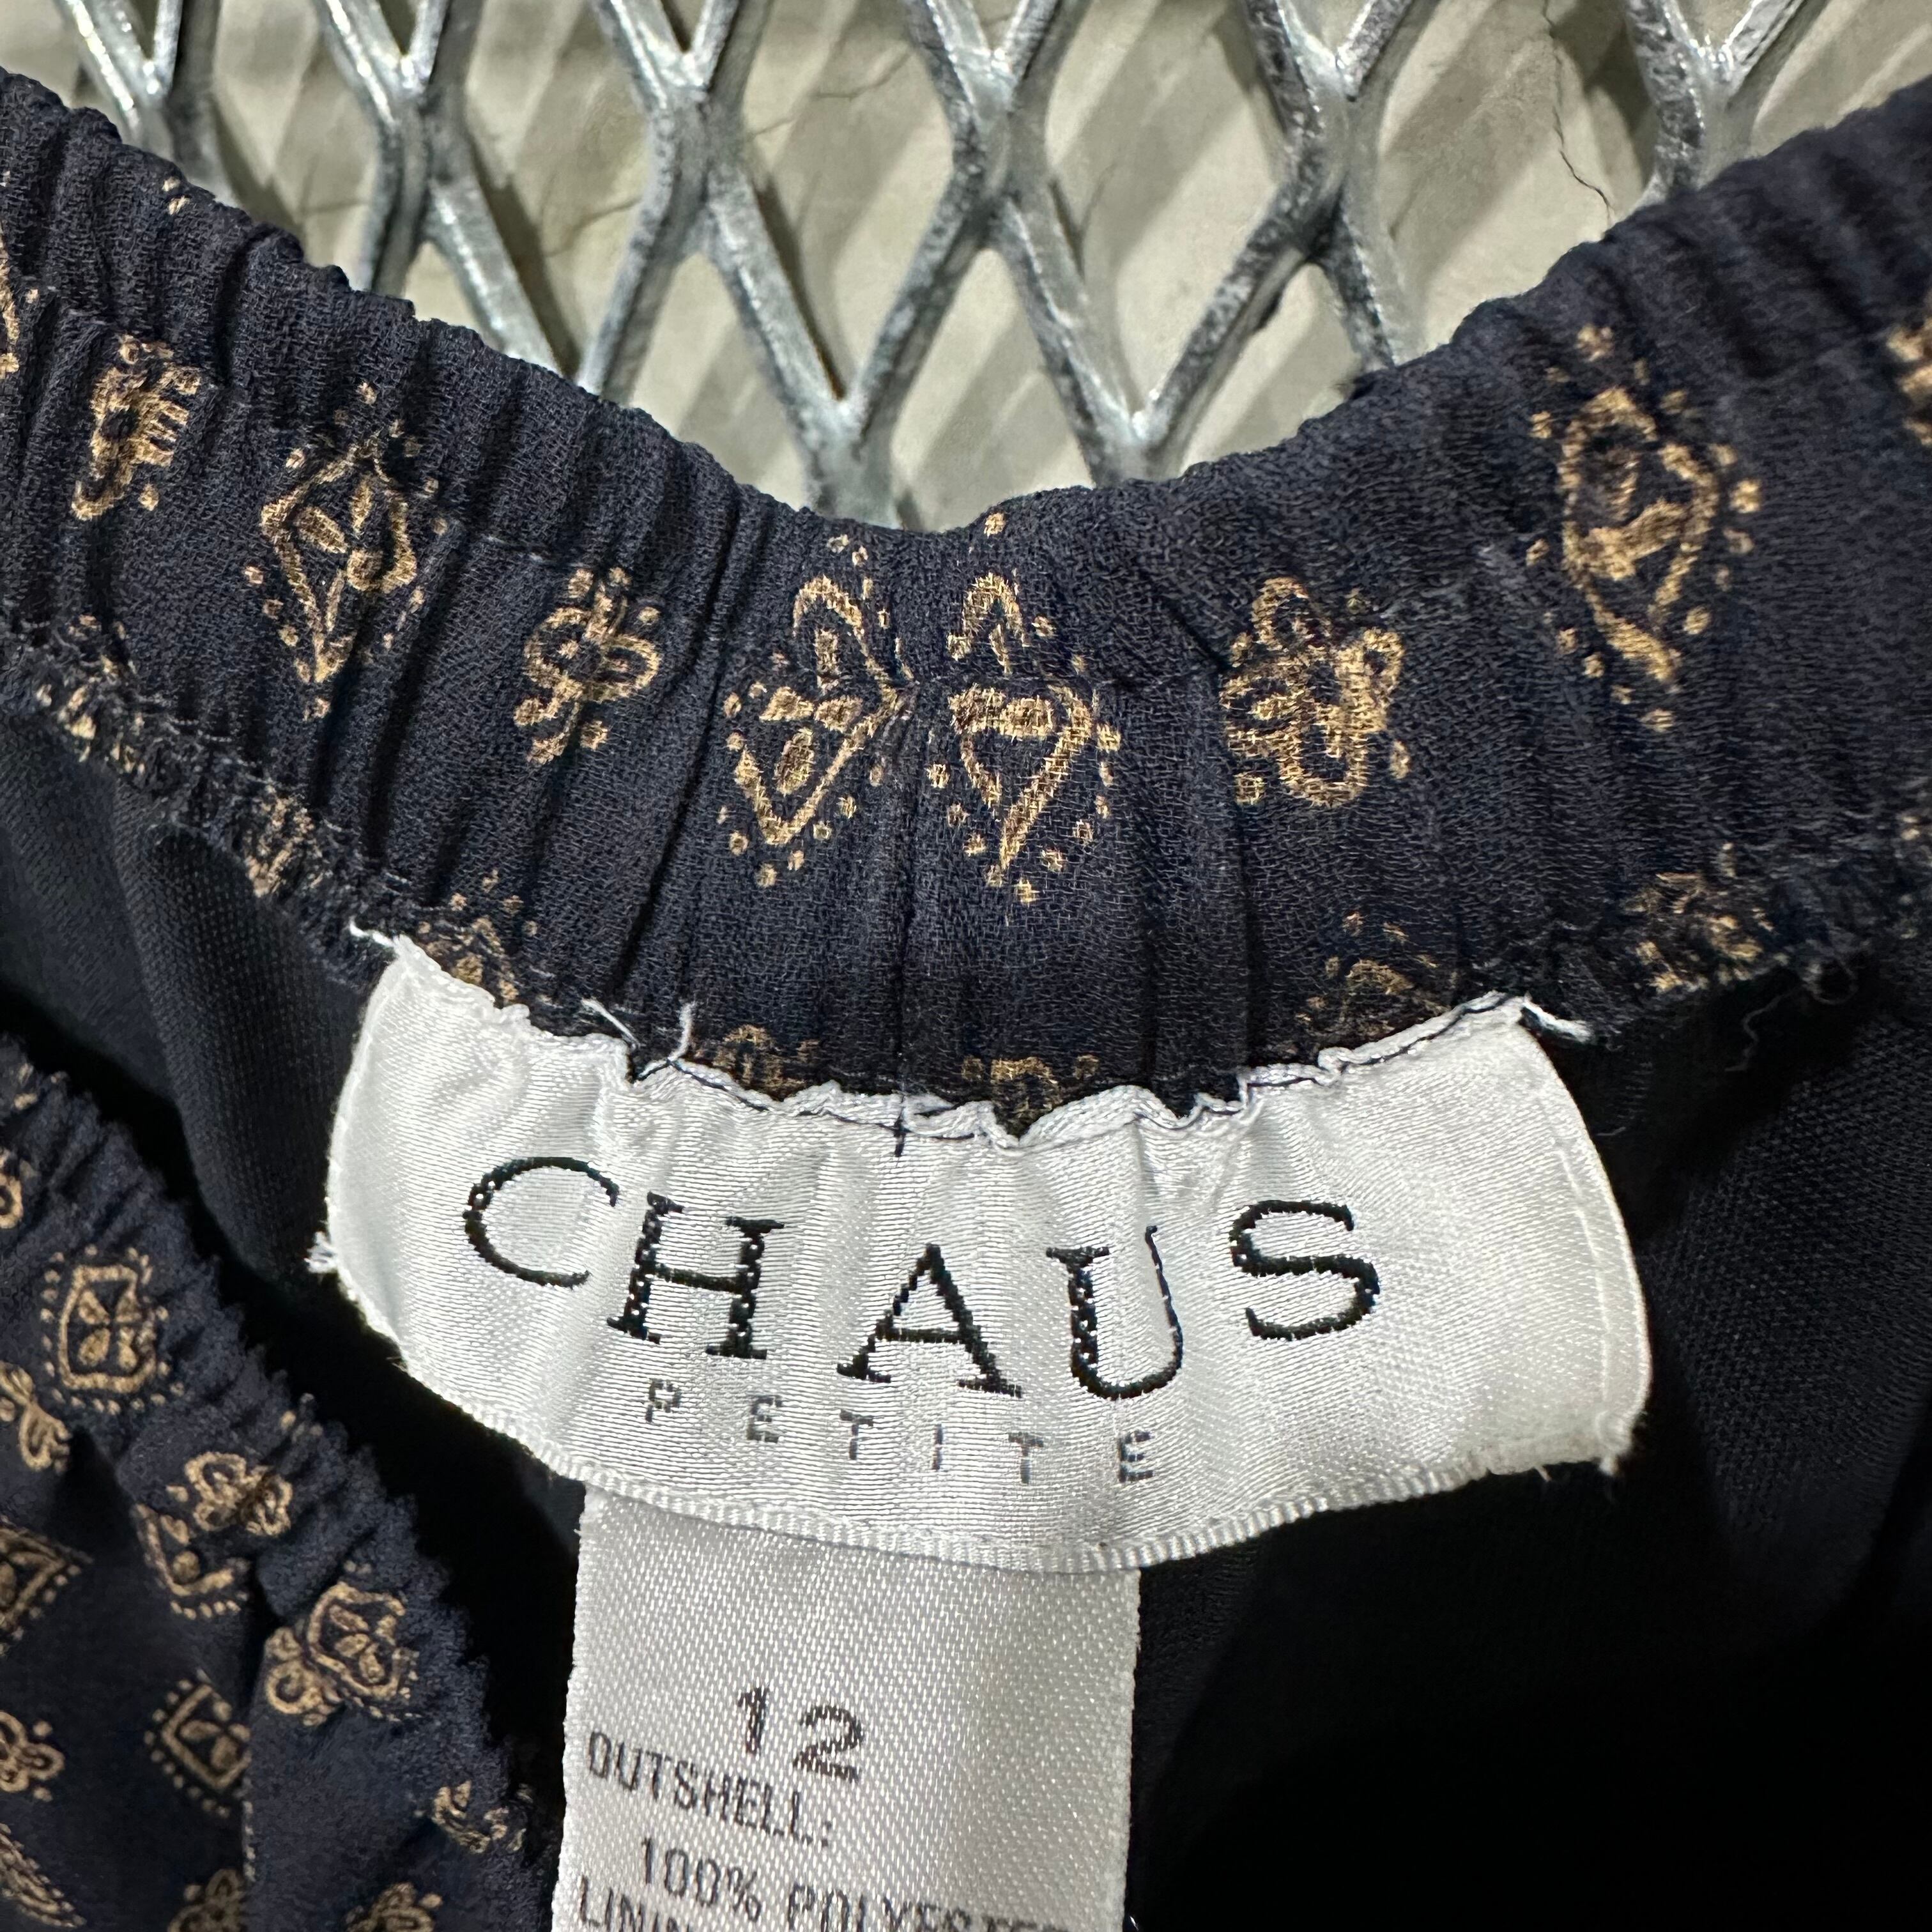 CHAUS
PETITE
12
OUTSHELL:
100% POLYESTER